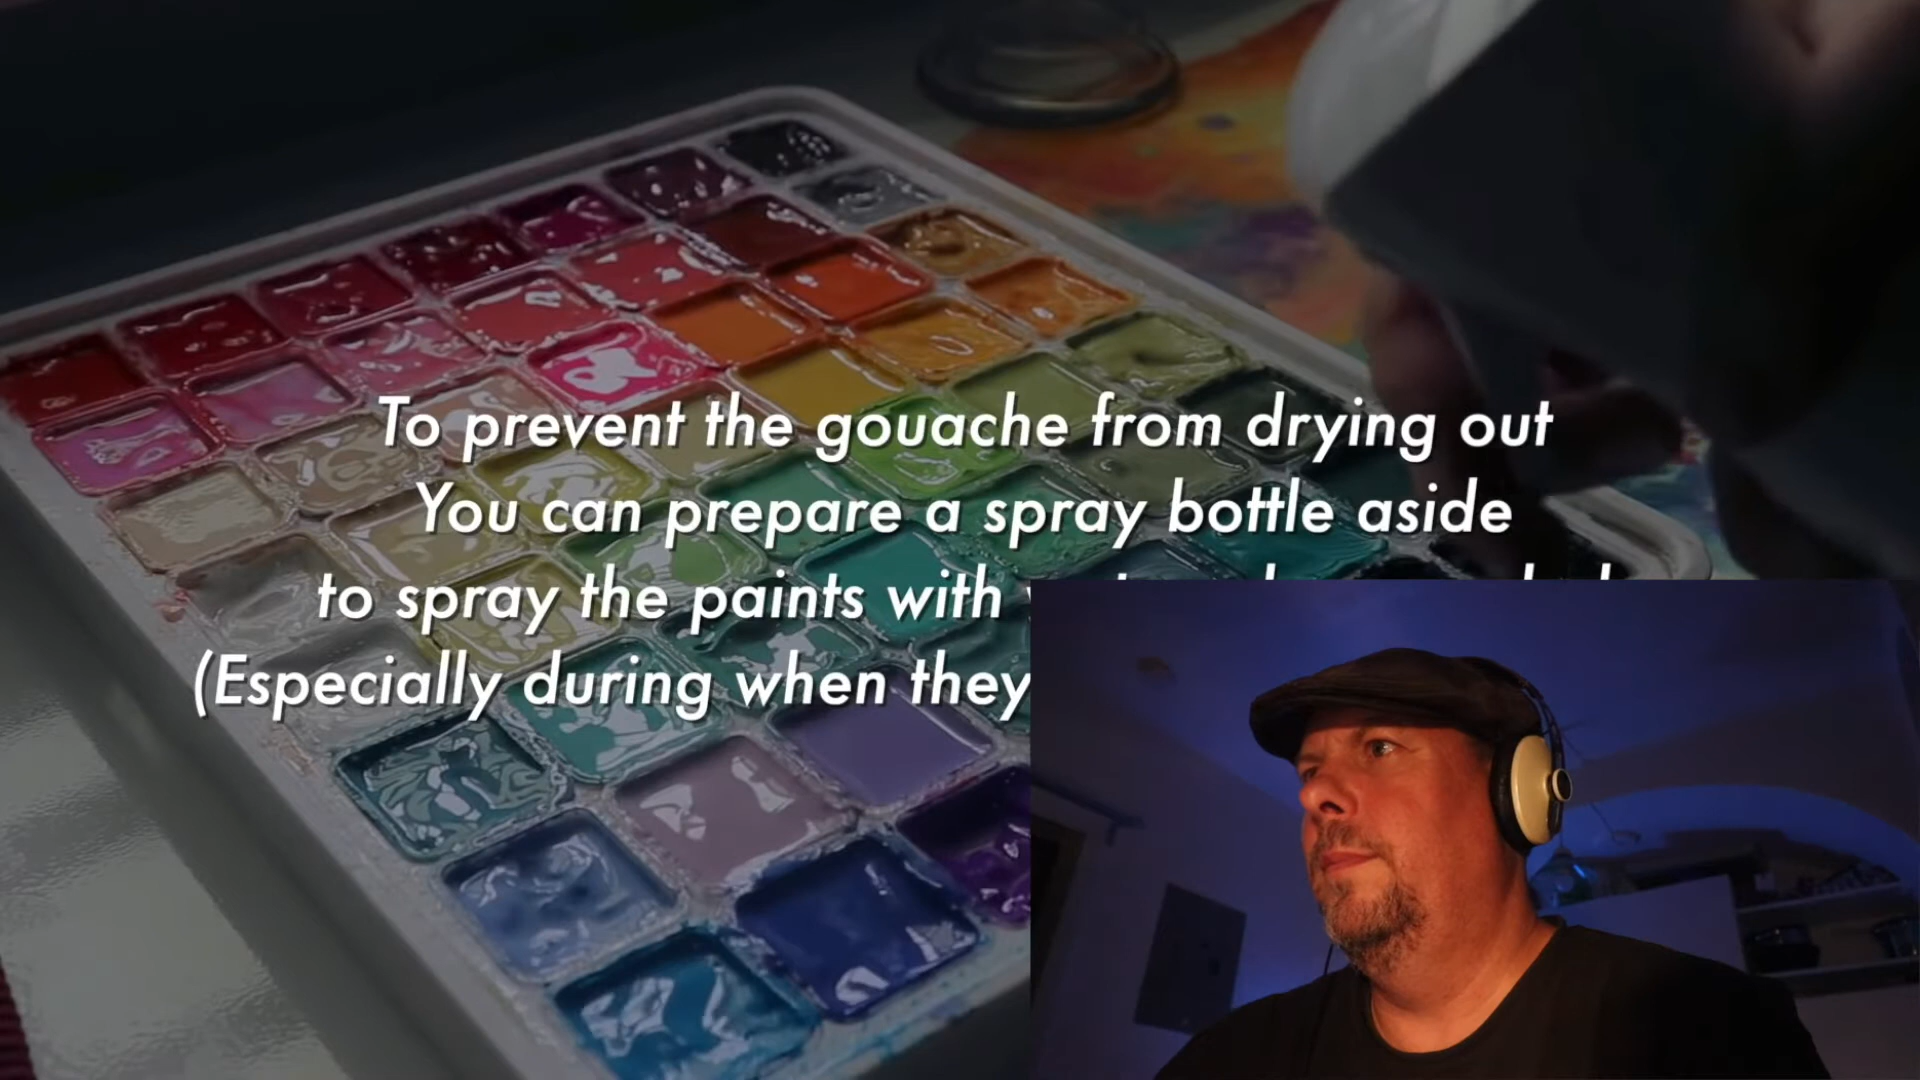 To prevent the gouache from drying out
You can prepare a spray bottle aside
to spray the paints with
(Especially during when they